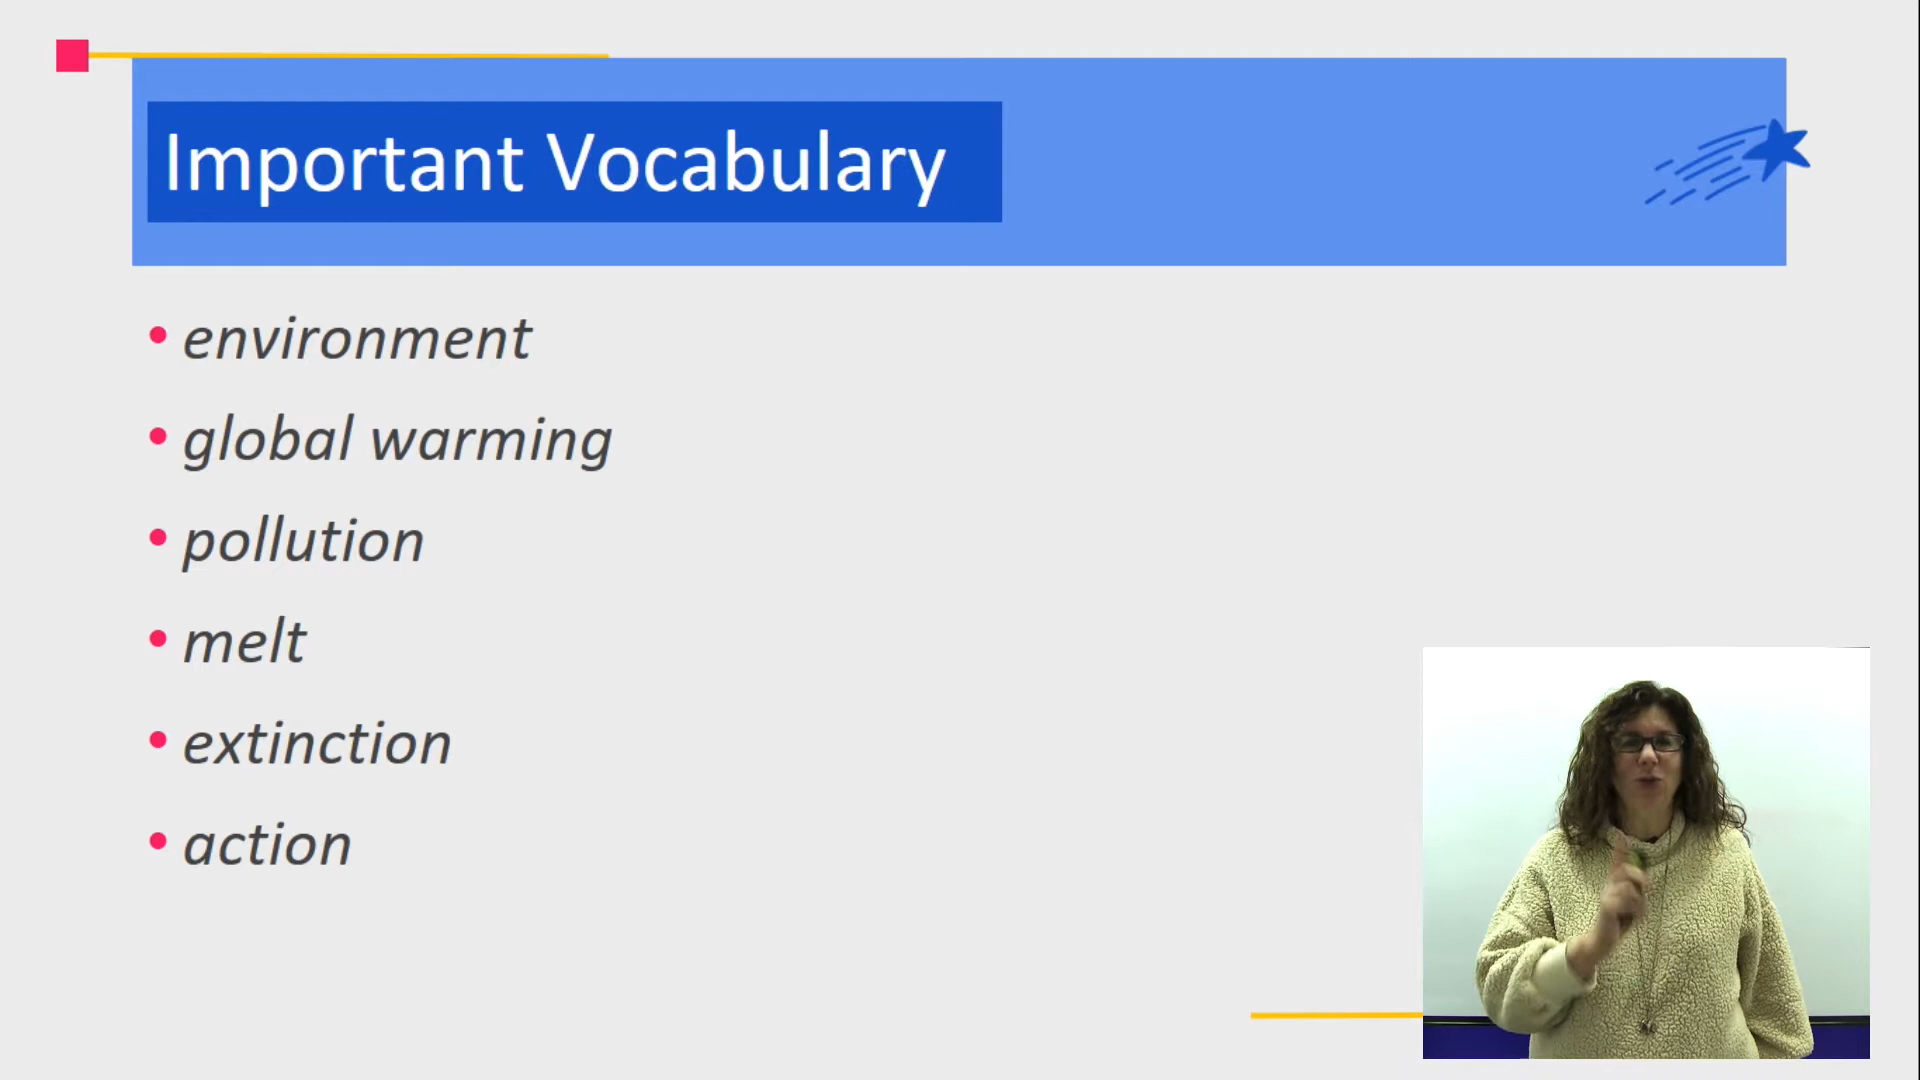 Important Vocabulary
• environment
• global warming
• pollution
• melt
• extinction
• action